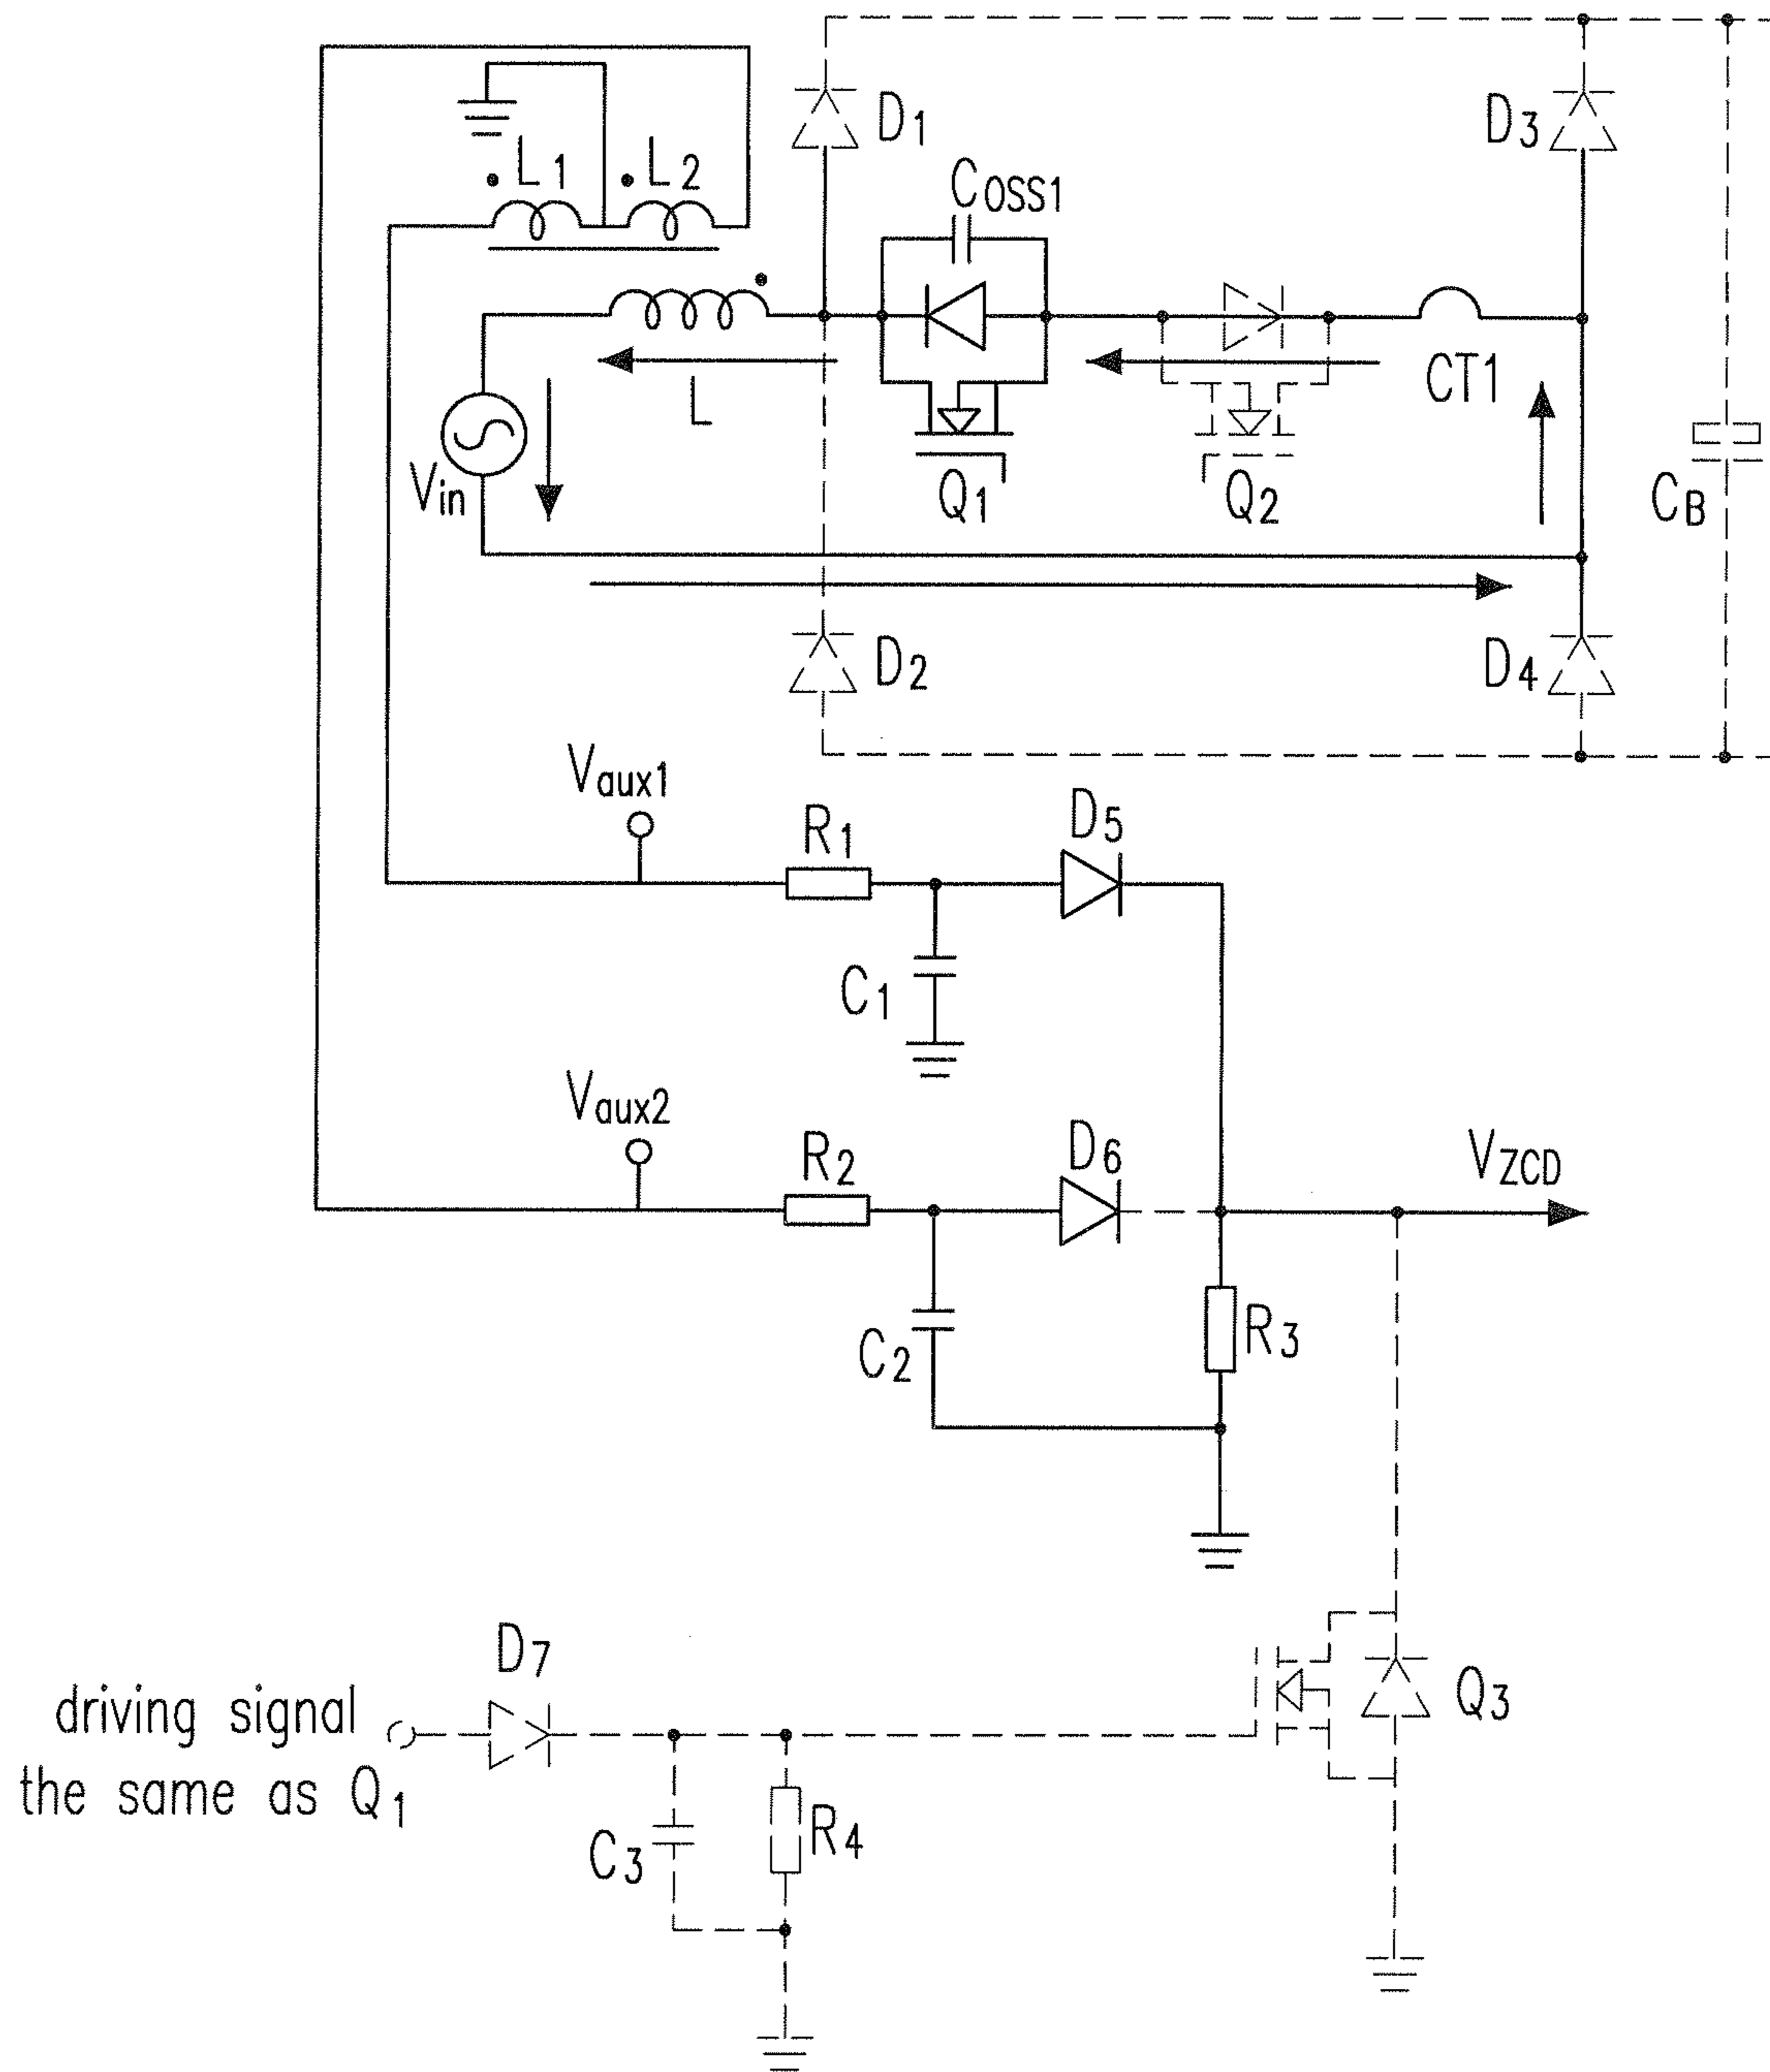 D1
D3
L1
L2
COSS1
L
CT1
Vin
Q1
Q2
CB
D2
D4
Vaux1
R1
D5
C1
Vaux2
R2
D6
VZCD
C2
R3
D7
driving signal
the same as Q1
Q3
C3
R4